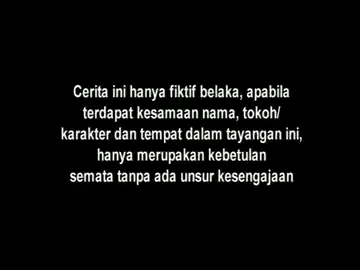 Cerita ini hanya fiktif belaka, apabila
terdapat kesamaan nama, tokoh/
karakter dan tempat dalam tayangan ini,
hanya merupakan kebetulan
semata tanpa ada unsur kesengajaan